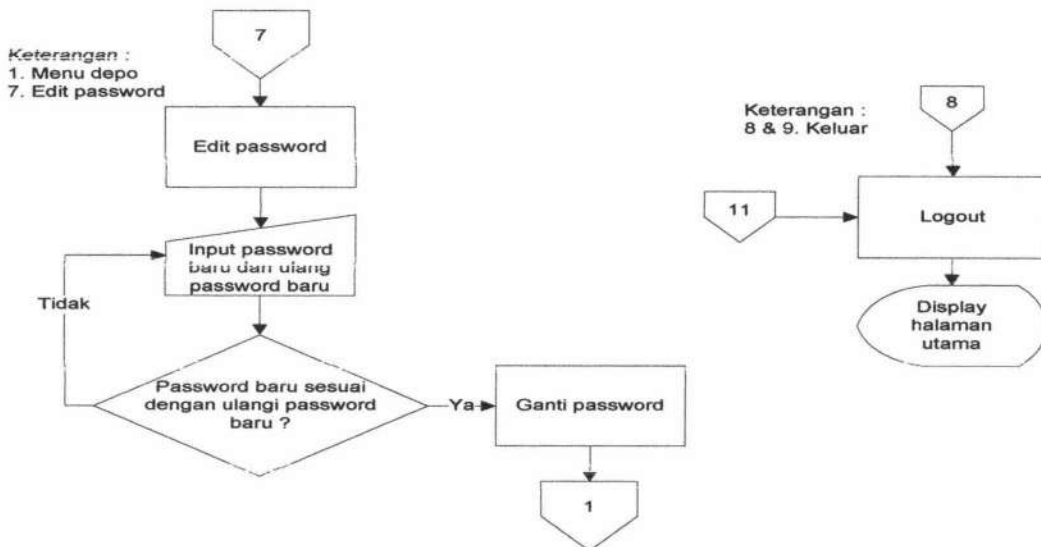 7
Keterangan :
1. Menu depo
7. Edit password
Edit password
Input password
baru dan ulang
password baru
Tidak
Password baru sesuai
dengan ulangi password
baru ?
Ya
Ganti password
1
Keterangan :
8 & 9. Keluar
8
11
Logout
Display
halaman
utama